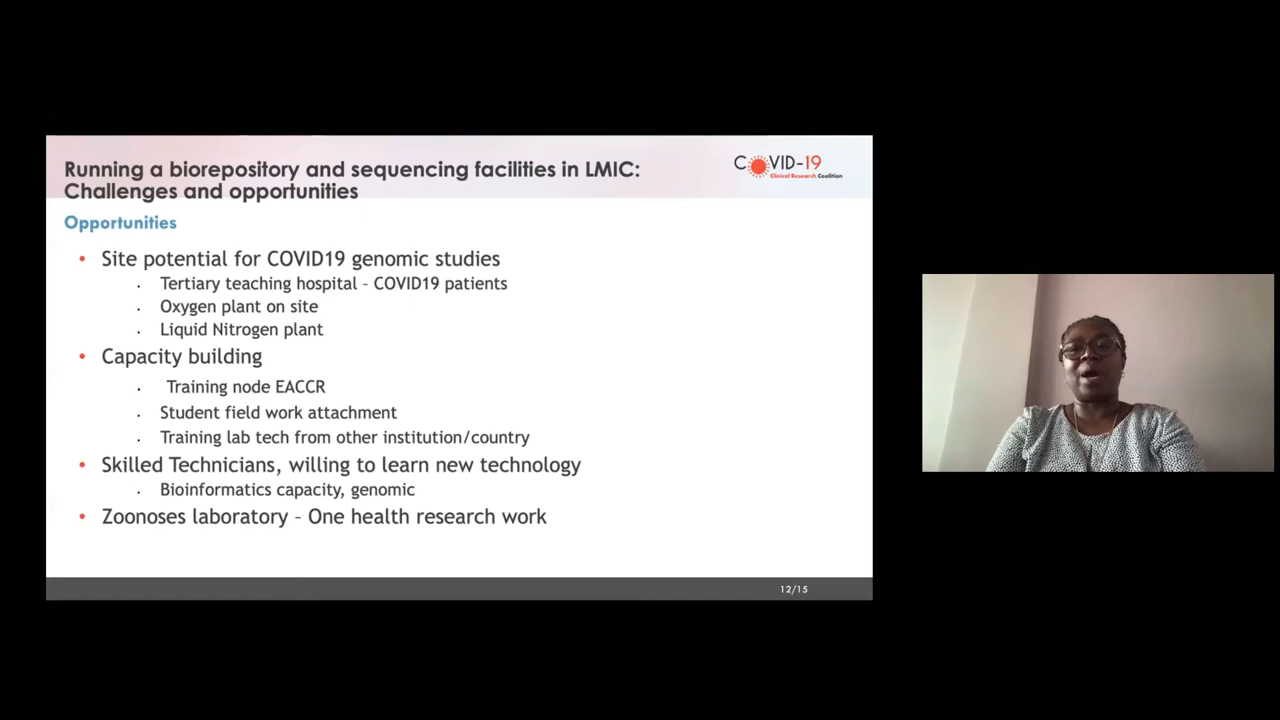 Running a biorepository and sequencing facilities in LMIC:
Challenges and opportunities
COVID-19
Clinical Research Coalition
Opportunities
• Site potential for COVID19 genomic studies
. Tertiary teaching hospital – COVID19 patients
. Oxygen plant on site
. Liquid Nitrogen plant
• Capacity building
. Training node EACCR
. Student field work attachment
. Training lab tech from other institution/country
• Skilled Technicians, willing to learn new technology
. Bioinformatics capacity, genomic
• Zoonoses laboratory – One health research work
12/15